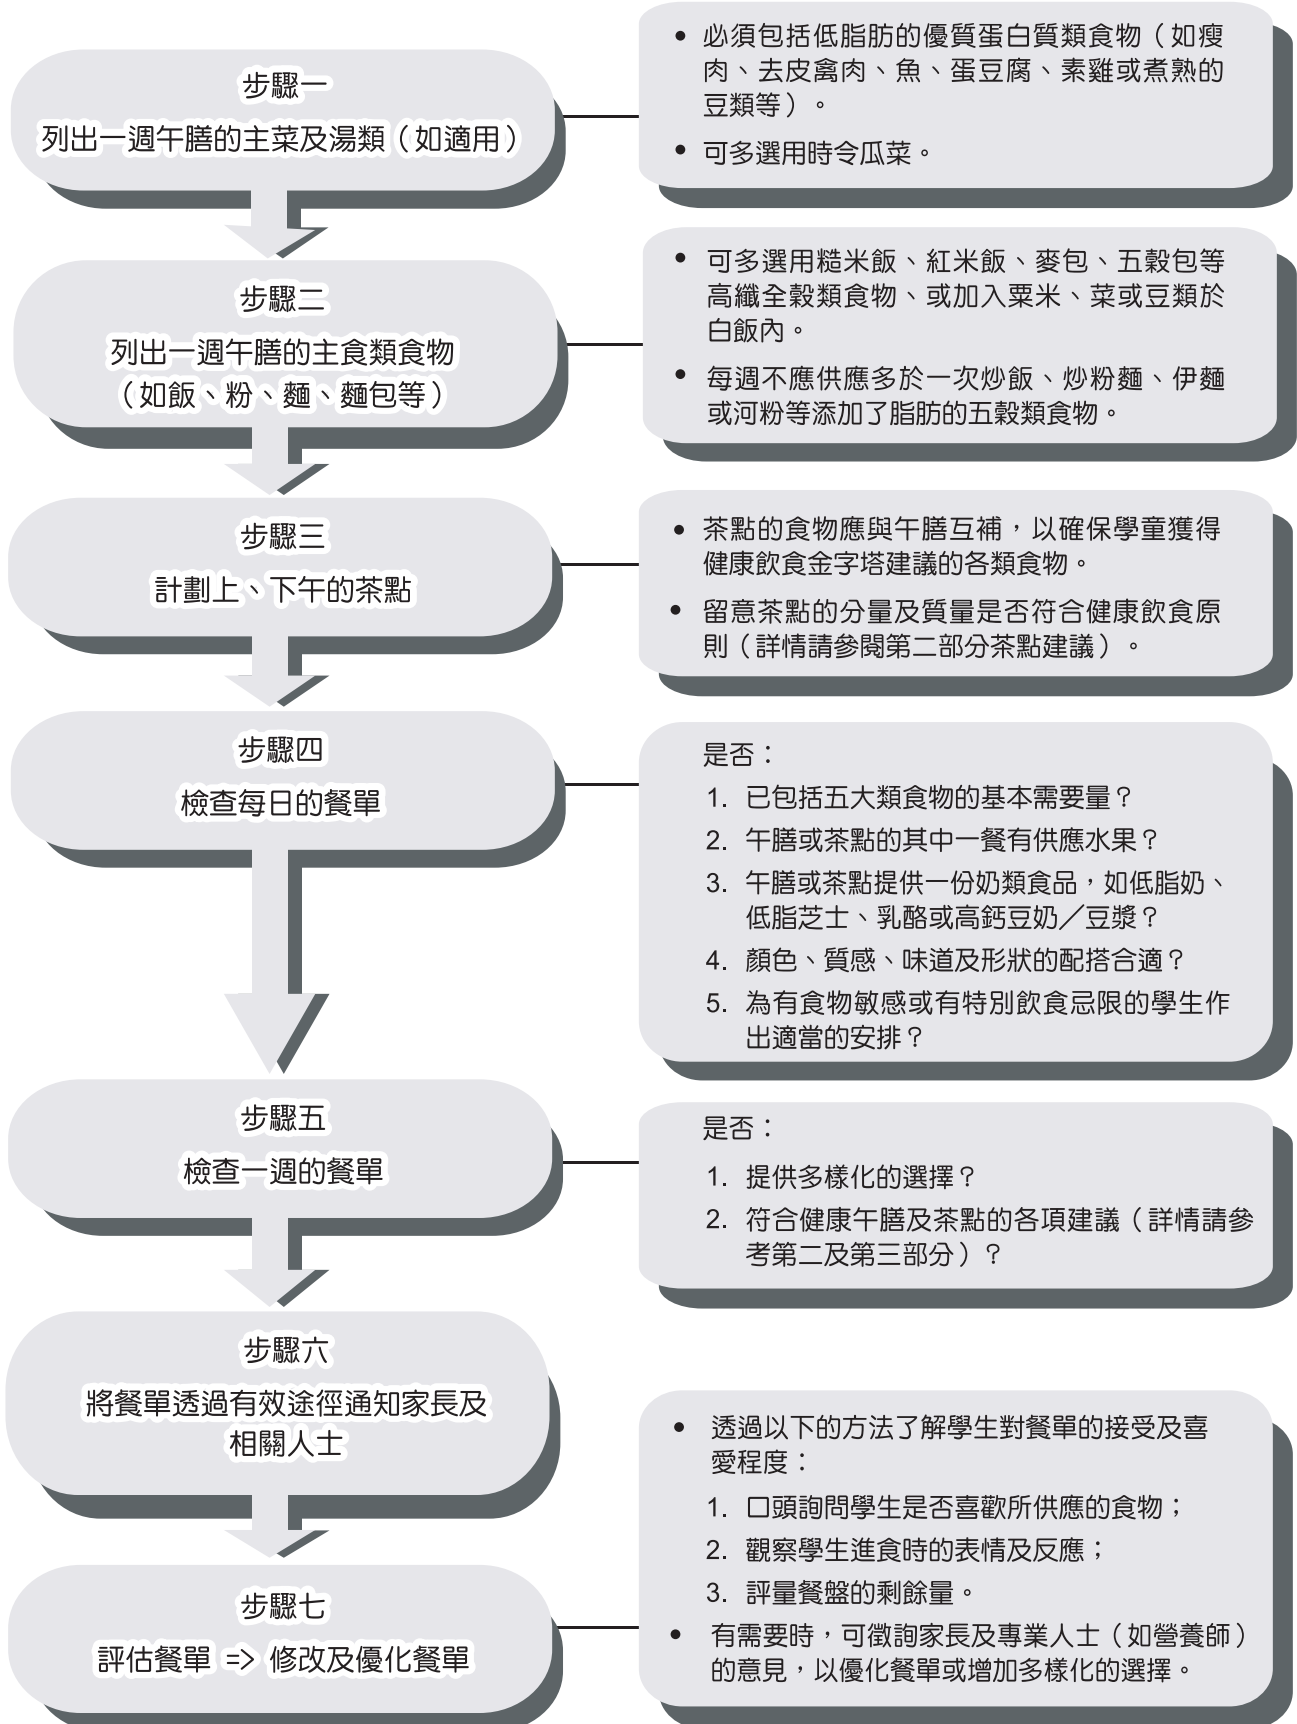 步驟一
列出一週午膳的主菜及湯類（如適用）
• 必須包括低脂肪的優質蛋白質類食物（如瘦
肉、去皮禽肉、魚、蛋豆腐、素雞或煮熟的
豆類等）。
• 可多選用時令瓜菜。
步驟二
列出一週午膳的主食類食物
（如飯、粉、麵、麵包等）
• 可多選用糙米飯、紅米飯、麥包、五穀包等
高纖全穀類食物、或加入粟米、菜或豆類於
白飯內。
• 每週不應供應多於一次炒飯、炒粉麵、伊麵
或河粉等添加了脂肪的五穀類食物。
步驟三
計劃上、下午的茶點
• 茶點的食物應與午膳互補，以確保學童獲得
健康飲食金字塔建議的各類食物。
• 留意茶點的分量及質量是否符合健康飲食原
則（詳情請參閱第二部分茶點建議）。
步驟四
檢查每日的餐單
是否：
1. 已包括五大類食物的基本需要量？
2. 午膳或茶點的其中一餐有供應水果？
3. 午膳或茶點提供一份奶類食品，如低脂奶、
低脂芝士、乳酪或高鈣豆奶／豆漿？
4. 顏色、質感、味道及形狀的配搭合適？
5. 為有食物敏感或有特別飲食忌限的學生作
出適當的安排？
步驟五
檢查一週的餐單
是否：
1. 提供多樣化的選擇？
2. 符合健康午膳及茶點的各項建議（詳情請參
考第二及第三部分）？
步驟六
將餐單透過有效途徑通知家長及
相關人士
步驟七
評估餐單 => 修改及優化餐單
• 透過以下的方法了解學生對餐單的接受及喜
愛程度：
1. 口頭詢問學生是否喜歡所供應的食物；
2. 觀察學生進食時的表情及反應；
3. 評量餐盤的剩餘量。
• 有需要時，可徵詢家長及專業人士（如營養師）
的意見，以優化餐單或增加多樣化的選擇。